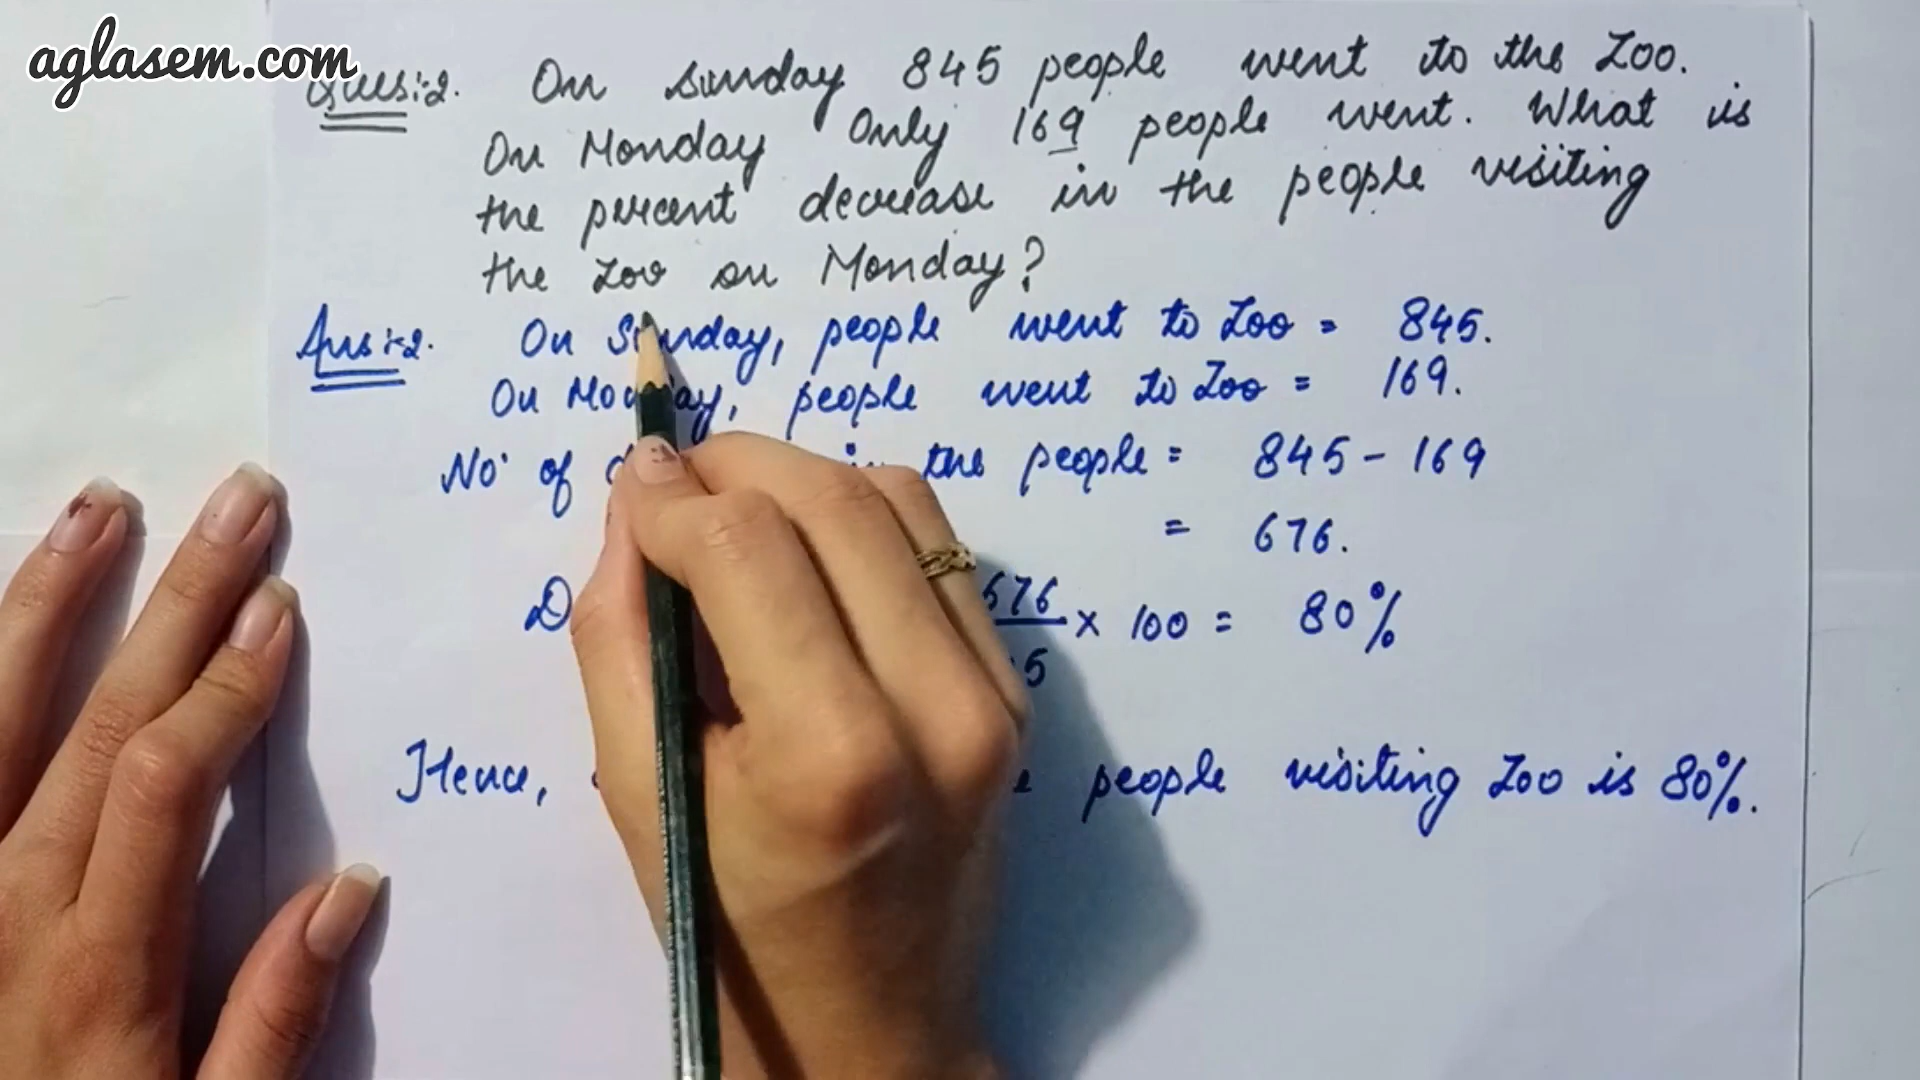 aglasem.com
Ques:-2. On sunday 845 people went to the Zoo.
On Monday Only 169 people went. What is
the percent decrease in the people visiting
the Zoo on Monday?
Ans:-2. On Sunday, people went to Zoo = 845.
On Monday, people went to Zoo = 169.
No. of in the people = 845 - 169
= 676.
676 × 100 = 80%
5
Hence, people visiting Zoo is 80%.